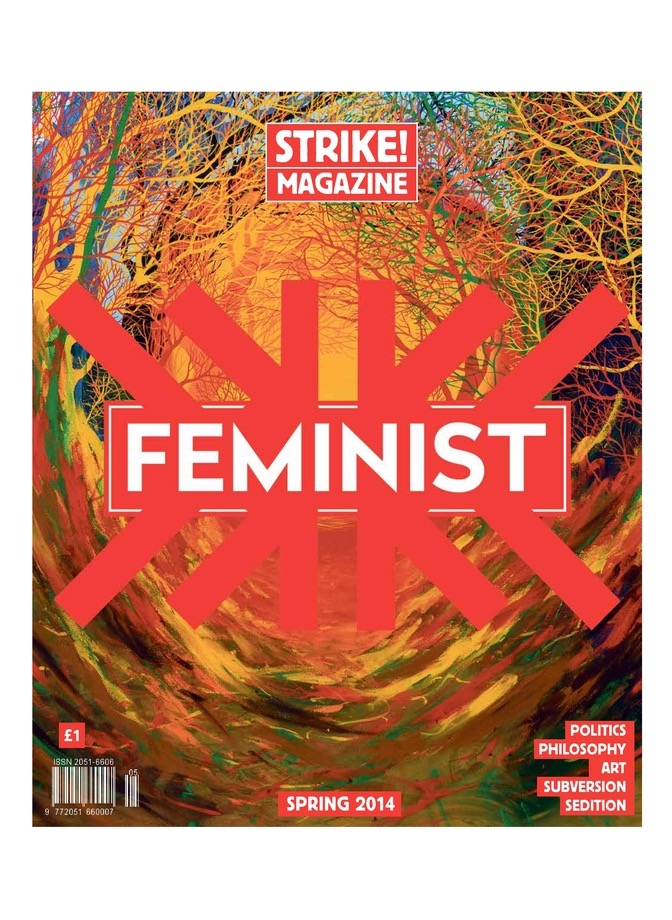 STRIKE!
MAGAZINE
FEMINIST
£1
ISSN 2051-6606
05
9 772051 660007
SPRING 2014
POLITICS
PHILOSOPHY
ART
SUBVERSION
SEDITION